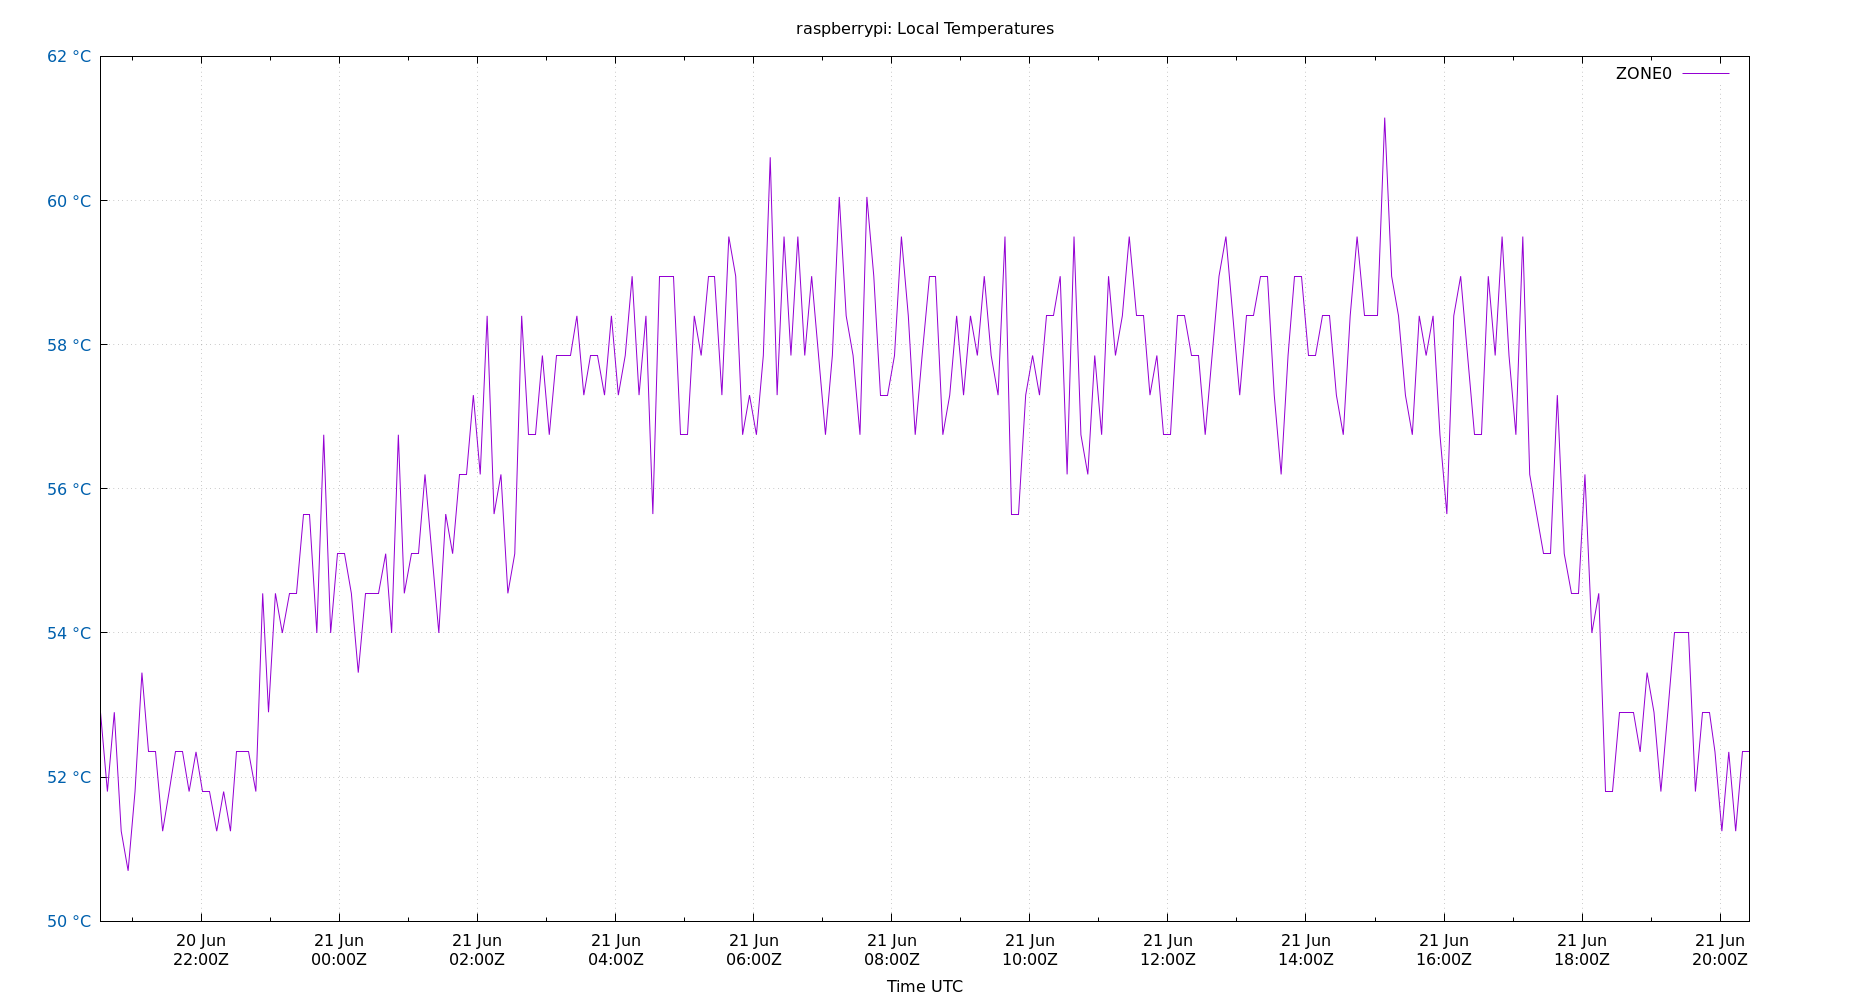 raspberrypi: Local Temperatures
62 °C
ZONE0
60 °C
58 °C
56 °C
54 °C
52 °C
50 °C
20 Jun 21 Jun 21 Jun 21 Jun 21 Jun 21 Jun 21 Jun 21 Jun 21 Jun 21 Jun 21 Jun 21 Jun
22:00Z 00:00Z 02:00Z 04:00Z 06:00Z 08:00Z 10:00Z 12:00Z 14:00Z 16:00Z 18:00Z 20:00Z
Time UTC